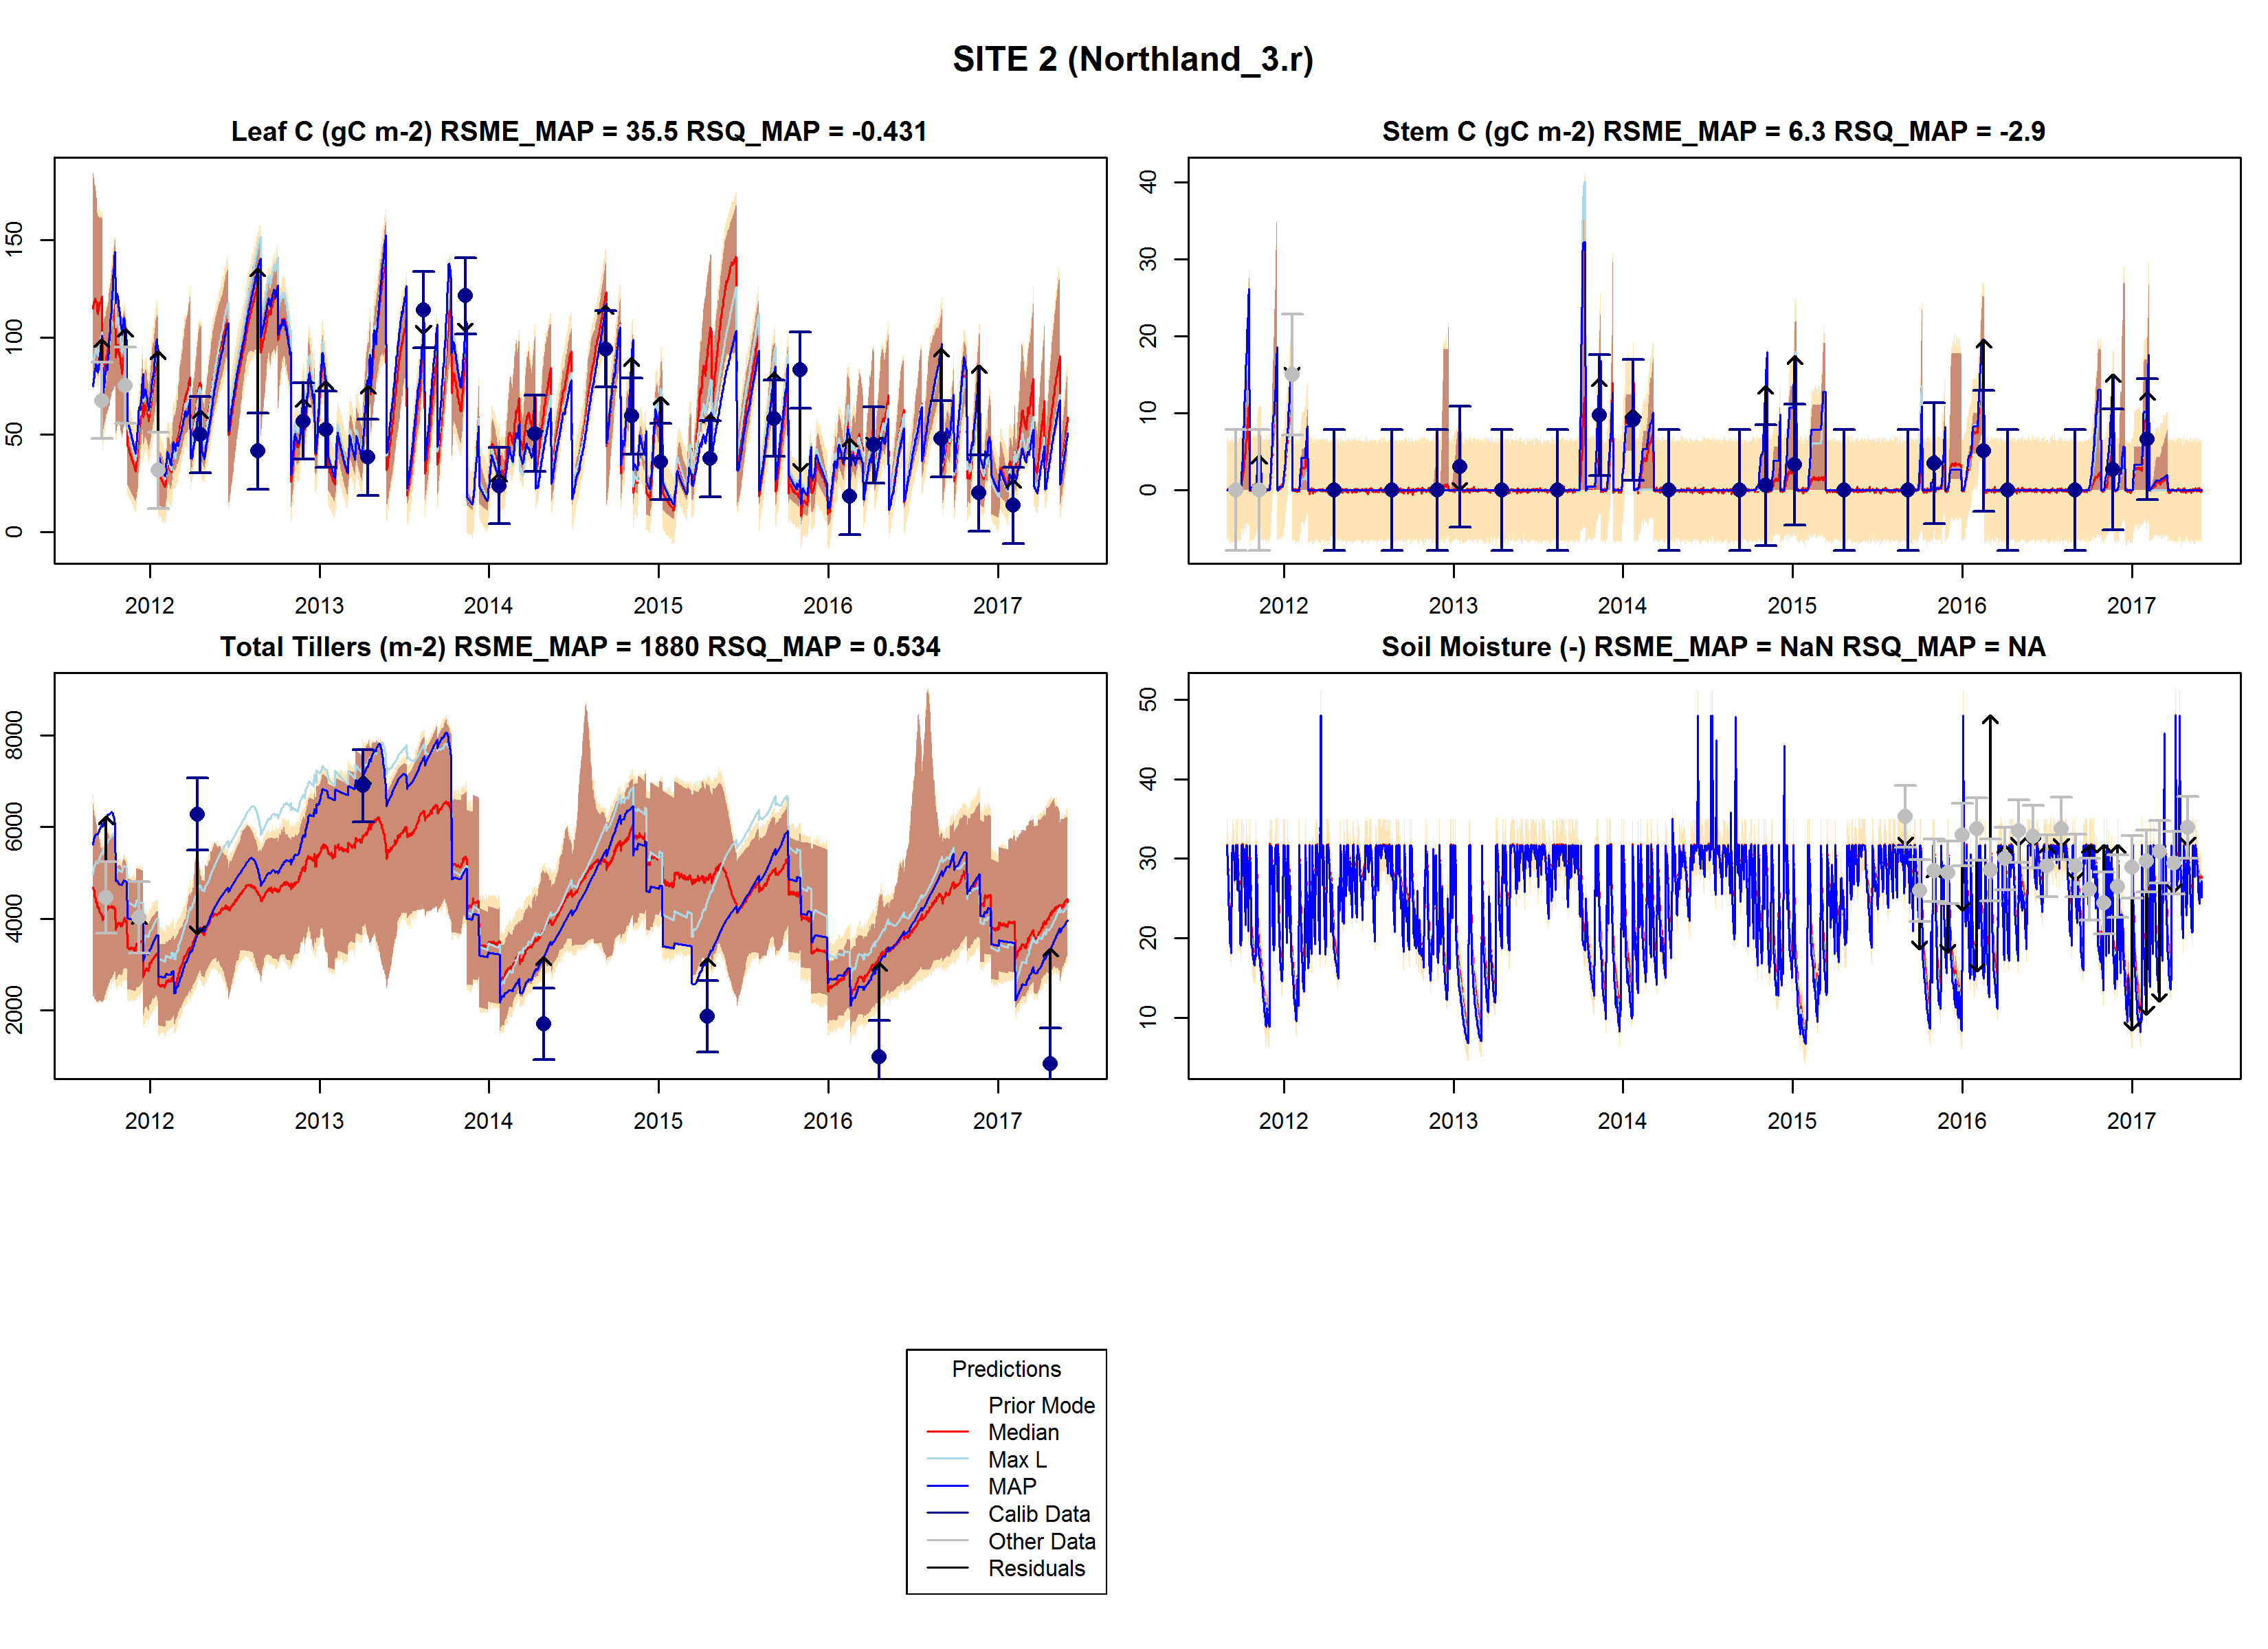 SITE 2 (Northland_3.r)
Leaf C (gC m-2) RSME_MAP = 35.5 RSQ_MAP = -0.431
0 50 100 150
2012 2013 2014 2015 2016 2017
Stem C (gC m-2) RSME_MAP = 6.3 RSQ_MAP = -2.9
0 10 20 30 40
2012 2013 2014 2015 2016 2017
Total Tillers (m-2) RSME_MAP = 1880 RSQ_MAP = 0.534
2000 4000 6000 8000
2012 2013 2014 2015 2016 2017
Soil Moisture (-) RSME_MAP = NaN RSQ_MAP = NA
10 20 30 40 50
2012 2013 2014 2015 2016 2017
Predictions
Prior Mode
Median
Max L
MAP
Calib Data
Other Data
Residuals